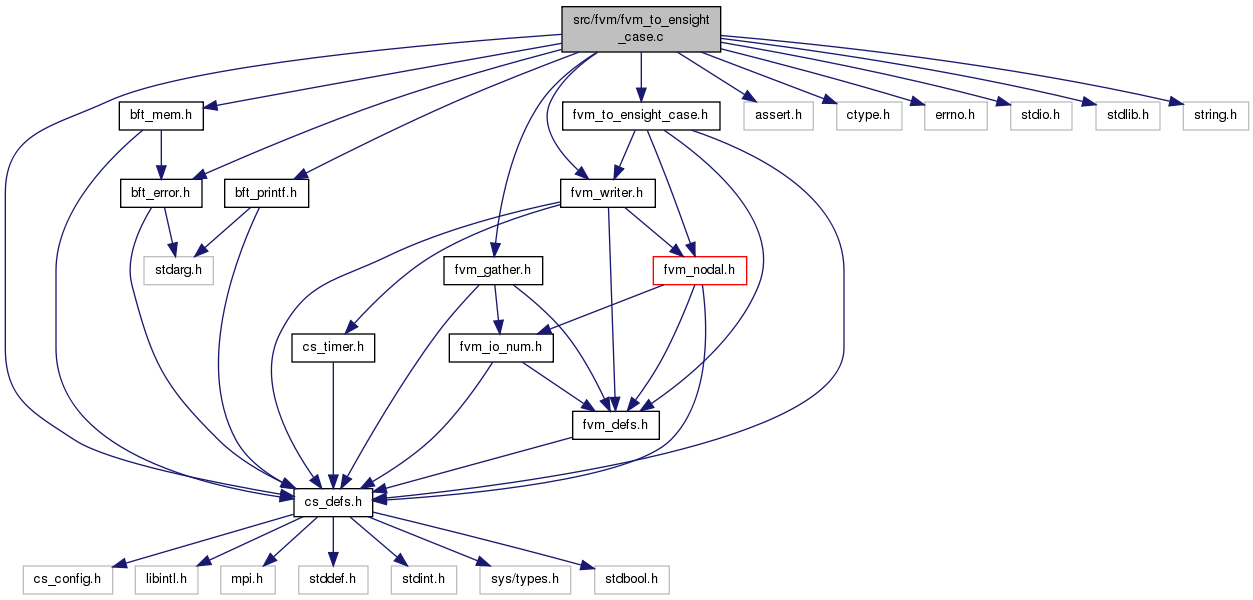 src/fvm/fvm_to_ensight
_case.c
bft_mem.h
fvm_to_ensight_case.h
assert.h
ctype.h
errno.h
stdio.h
stdlib.h
string.h
bft_error.h
bft_printf.h
fvm_writer.h
stdarg.h
fvm_gather.h
fvm_nodal.h
cs_timer.h
fvm_io_num.h
fvm_defs.h
cs_defs.h
cs_config.h
libintl.h
mpi.h
stddef.h
stdint.h
sys/types.h
stdbool.h